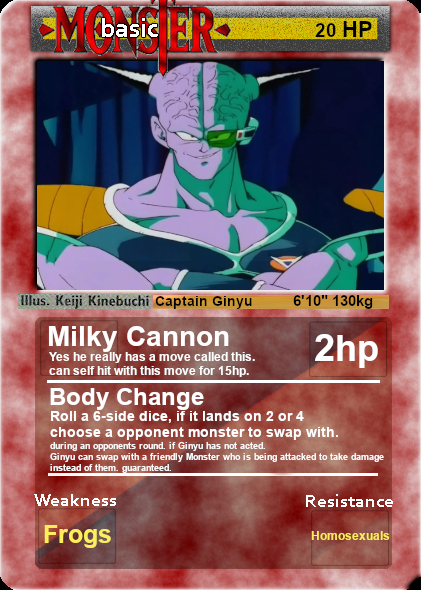 MONSTER
basic
20 HP
Illus. Keiji Kinebuchi Captain Ginyu 6'10" 130kg
Milky Cannon
2hp
Yes he really has a move called this.
can self hit with this move for 15hp.
Body Change
Roll a 6-side dice, if it lands on 2 or 4
choose a opponent monster to swap with.
during an opponents round. if Ginyu has not acted.
Ginyu can swap with a friendly Monster who is being attacked to take damage
instead of them. guaranteed.
Weakness
Resistance
Frogs
Homosexuals